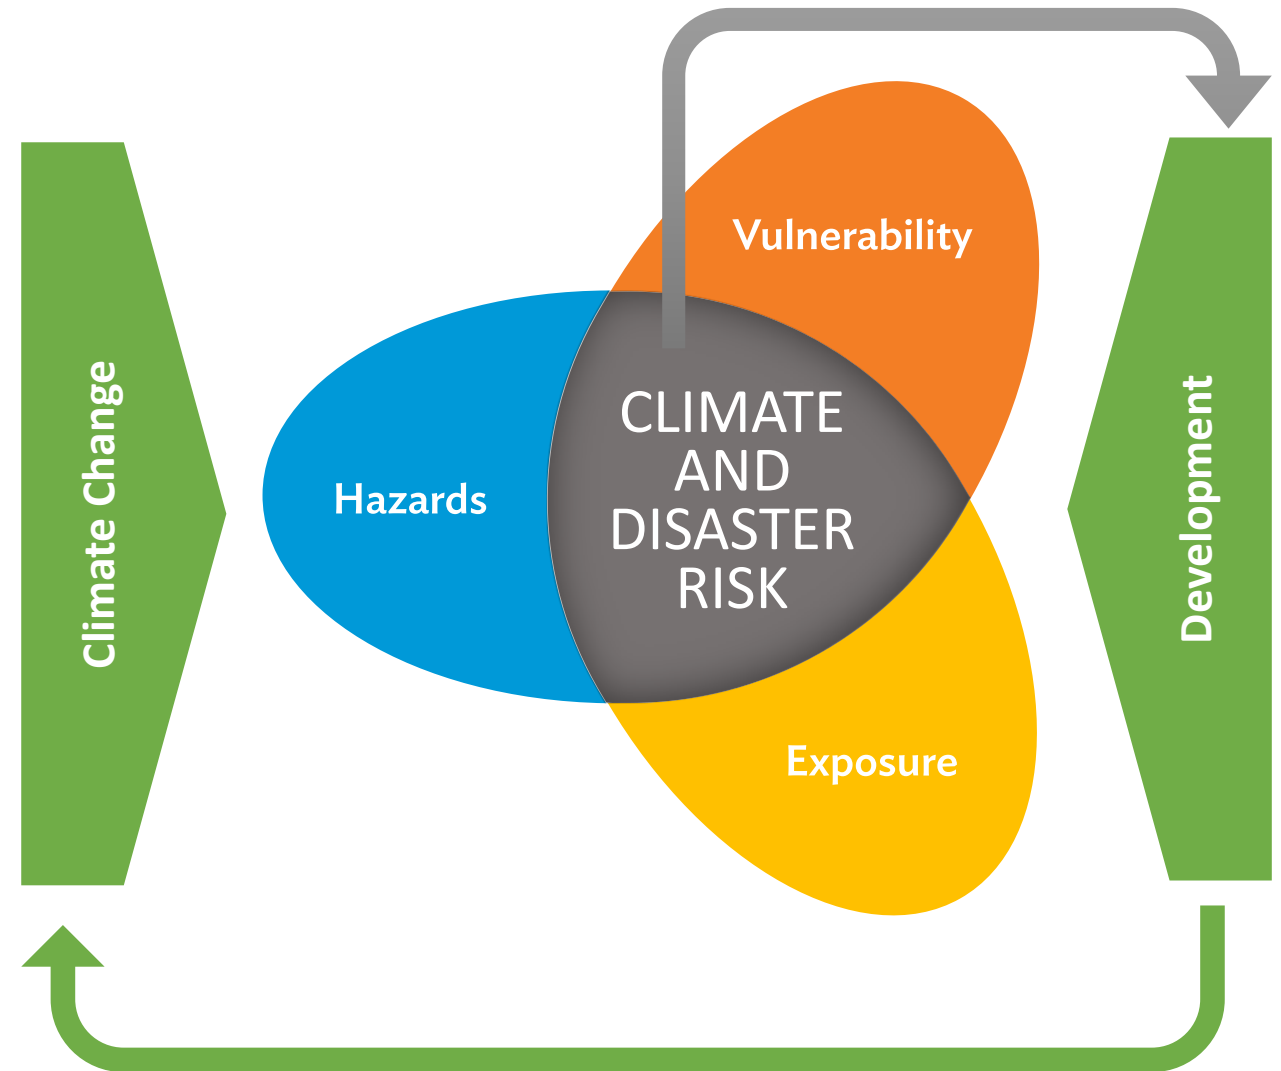 Vulnerability
Climate Change
Hazards
CLIMATE
AND
DISASTER
RISK
Development
Exposure